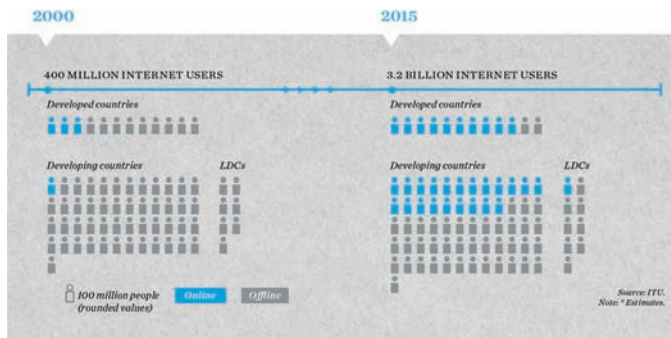 2000
2015
400 MILLION INTERNET USERS
3.2 BILLION INTERNET USERS
Developed countries
Developed countries
Developing countries
LDCs
Developing countries
LDCs
100 million people
(rounded values)
Online
Offline
Source: ITU.
Note: * Estimates.